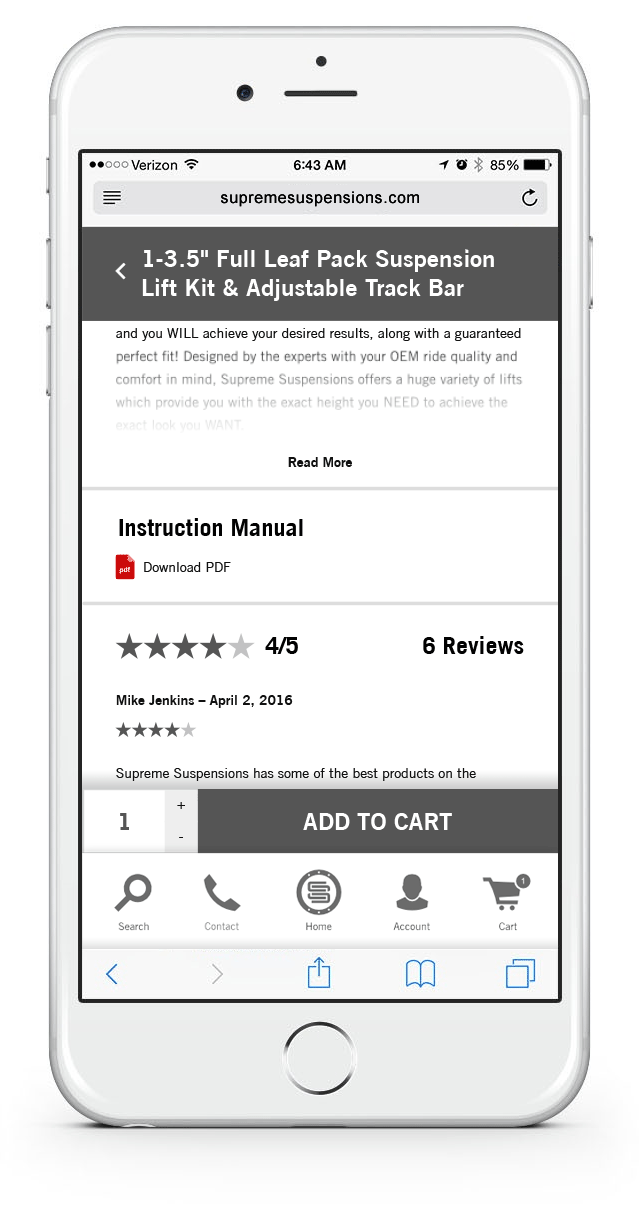 Verizon 6:43 AM 85%
supremesuspensions.com
1-3.5" Full Leaf Pack Suspension
Lift Kit & Adjustable Track Bar
and you WILL achieve your desired results, along with a guaranteed
perfect fit! Designed by the experts with your OEM ride quality and
comfort in mind, Supreme Suspensions offers a huge variety of lifts
which provide you with the exact height you NEED to achieve the
exact look you WANT.
Read More
Instruction Manual
pdf Download PDF
4/5 6 Reviews
Mike Jenkins – April 2, 2016
Supreme Suspensions has some of the best products on the
1 + - ADD TO CART
1
Search Contact Home Account Cart